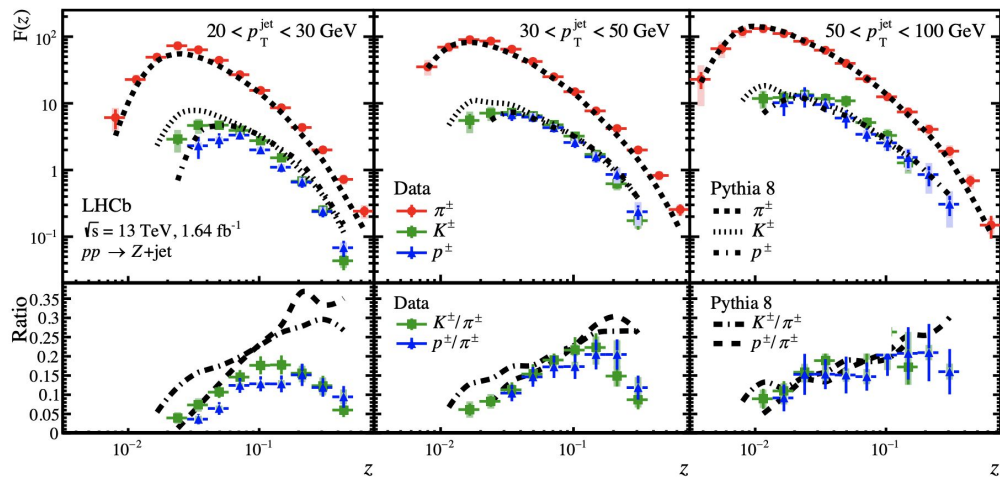 F(z)
10²
10
1
10⁻¹
20 < p_T^jet < 30 GeV
LHCb
√s = 13 TeV, 1.64 fb⁻¹
pp → Z+jet
30 < p_T^jet < 50 GeV
Data
π±
K±
p±
50 < p_T^jet < 100 GeV
Pythia 8
π±
K±
p±
Ratio
0.35
0.3
0.25
0.2
0.15
0.1
0.05
0
Data
K±/π±
p±/π±
Pythia 8
K±/π±
p±/π±
10⁻² 10⁻¹ z
10⁻² 10⁻¹ z
10⁻² 10⁻¹ z